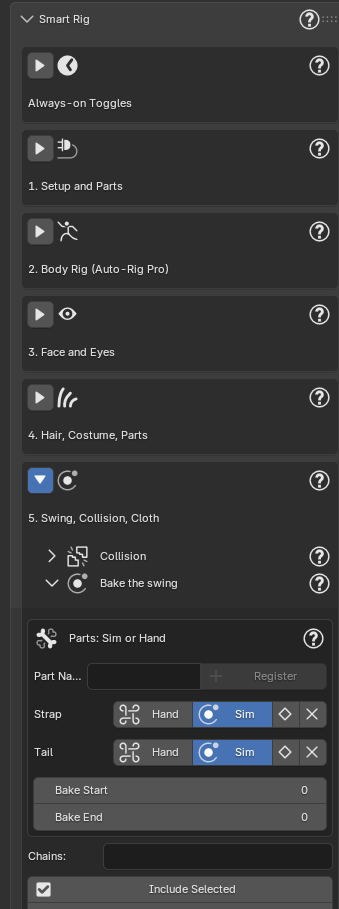 Smart Rig
Always-on Toggles
1. Setup and Parts
2. Body Rig (Auto-Rig Pro)
3. Face and Eyes
4. Hair, Costume, Parts
5. Swing, Collision, Cloth
Collision
Bake the swing
Parts: Sim or Hand
Part Na... Register
Strap Hand Sim
Tail Hand Sim
Bake Start 0
Bake End 0
Chains:
Include Selected